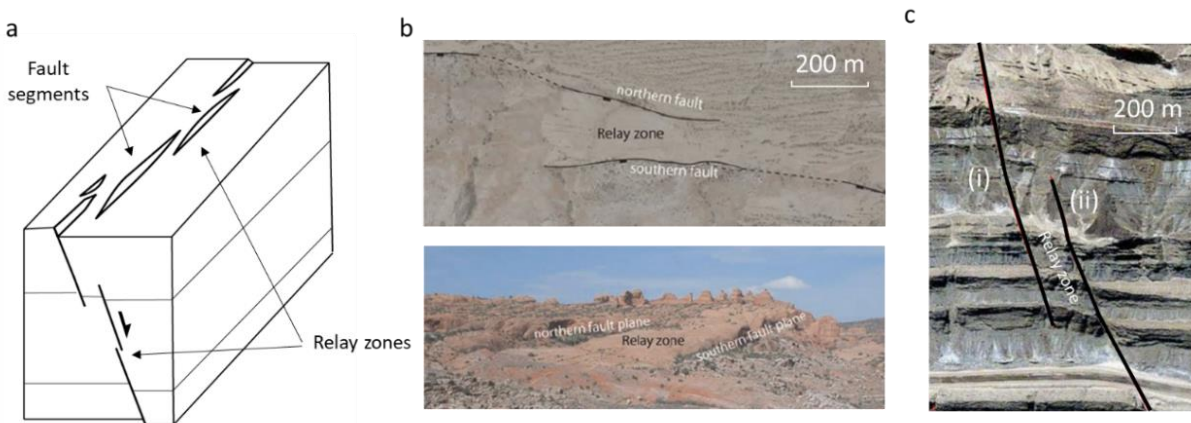 a
Fault
segments
Relay zones
b
200 m
northern fault
Relay zone
southern fault
northern fault plane
Relay zone
Southern fault plane
c
200 m
(i)
(ii)
Relay zone